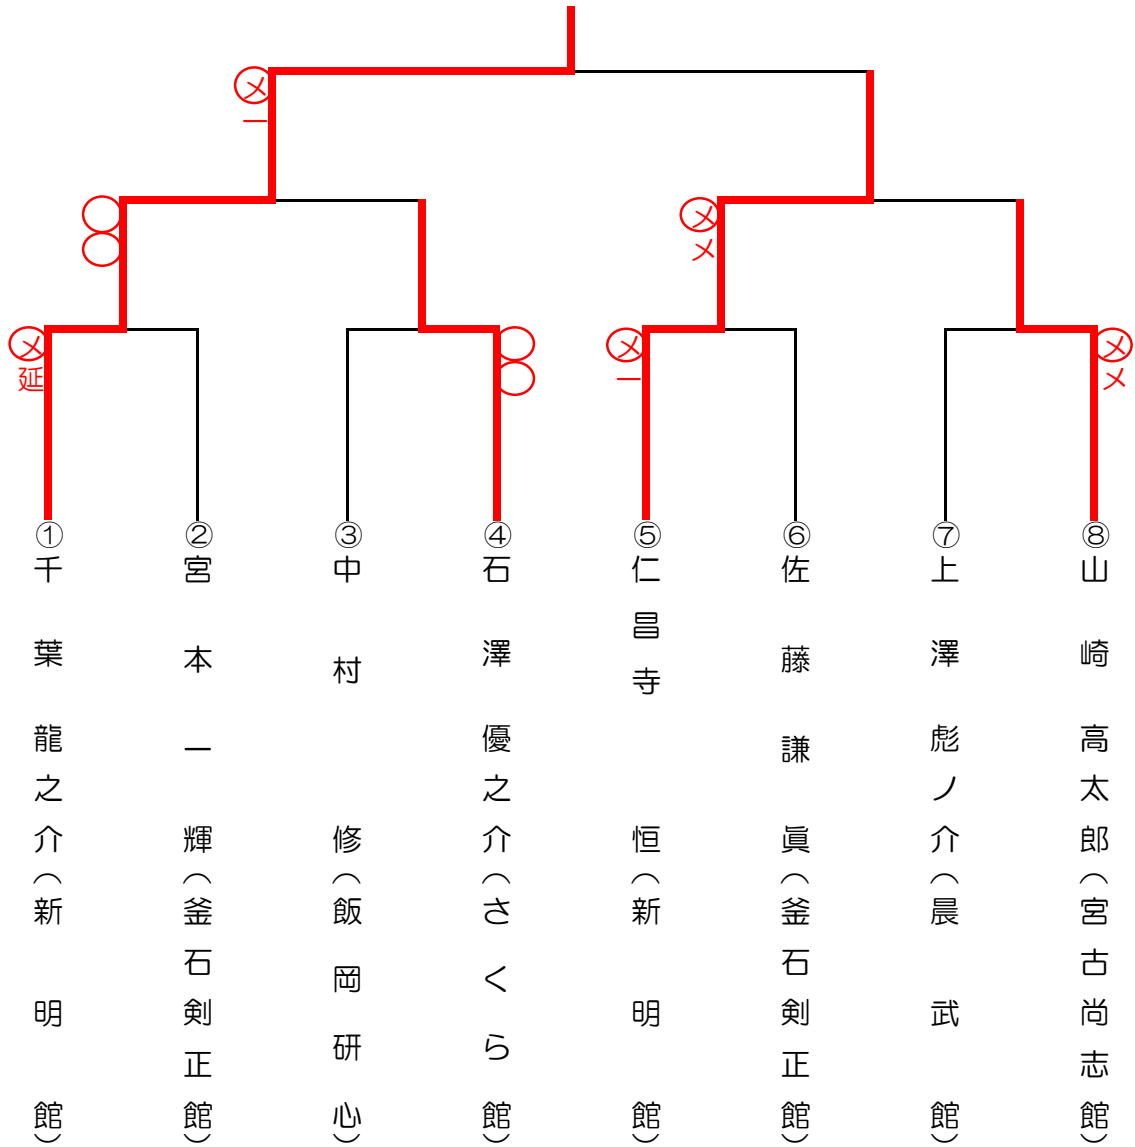 メ
一
メ
メ
メ
延
メ
一
メ
メ
①千葉龍之介(新明館)
②宮本一輝(釜石剣正館)
③中村修(飯岡研心)
④石澤優之介(さくら館)
⑤仁昌寺恒(新明館)
⑥佐藤謙眞(釜石剣正館)
⑦上澤彪ノ介(晨武館)
⑧山崎高太郎(宮古尚志館)